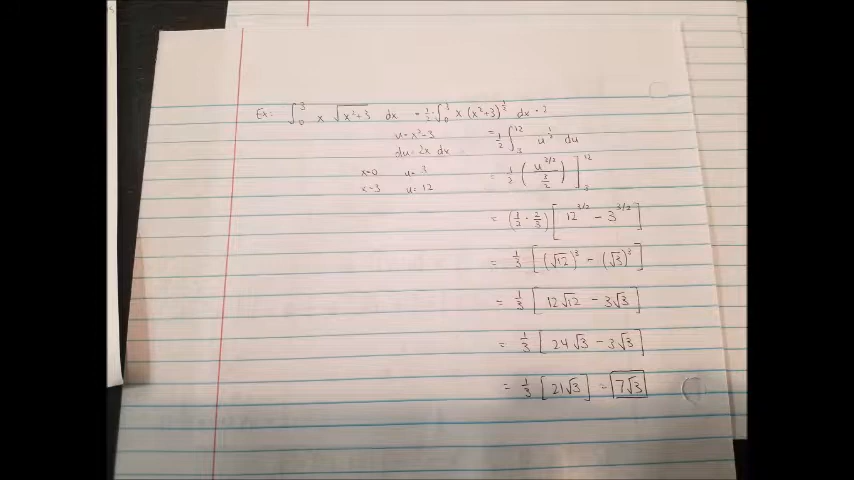 Ex: ∫₀³ x √(x²+3) dx = ½ · ∫₀³ x (x²+3)^(1/2) dx · 2
u = x²+3 = ½ ∫₃¹² u^(1/2) du
du = 2x dx
x=0 u=3 = ½ (u^(3/2) / (3/2)) ]₃¹²
x=3 u=12
= (½ · ⅔) [ 12^(3/2) − 3^(3/2) ]
= ⅓ [ (√12)³ − (√3)³ ]
= ⅓ [ 12√12 − 3√3 ]
= ⅓ [ 24√3 − 3√3 ]
= ⅓ [ 21√3 ] = 7√3